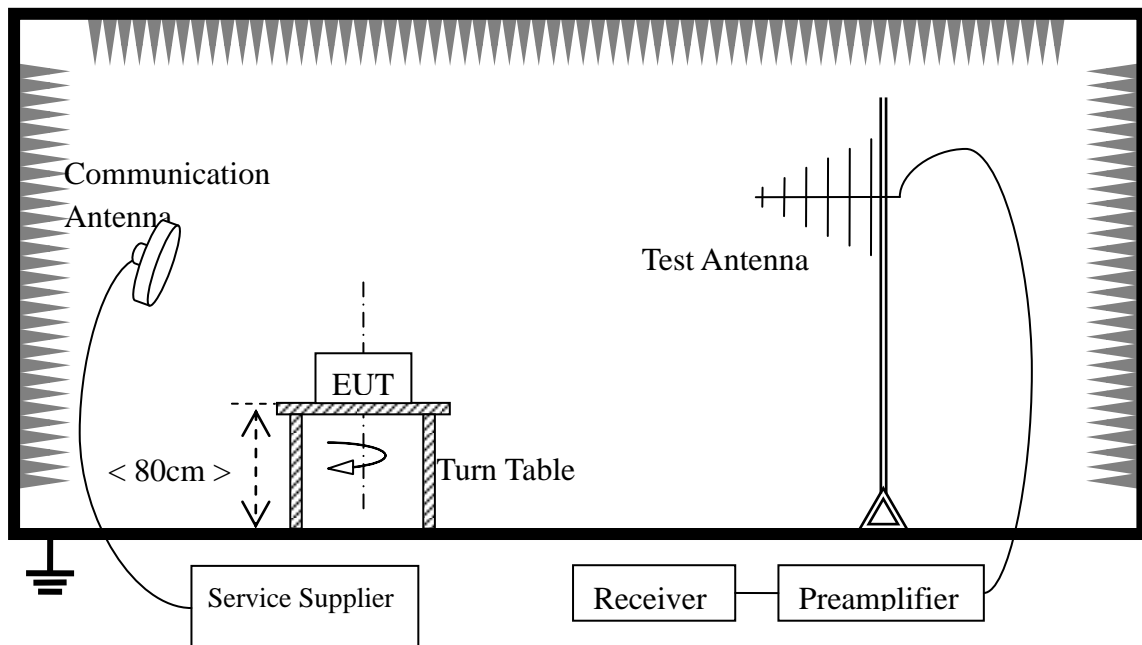 Communication
Antenna
Test Antenna
EUT
< 80cm >
Turn Table
Service Supplier
Receiver
Preamplifier